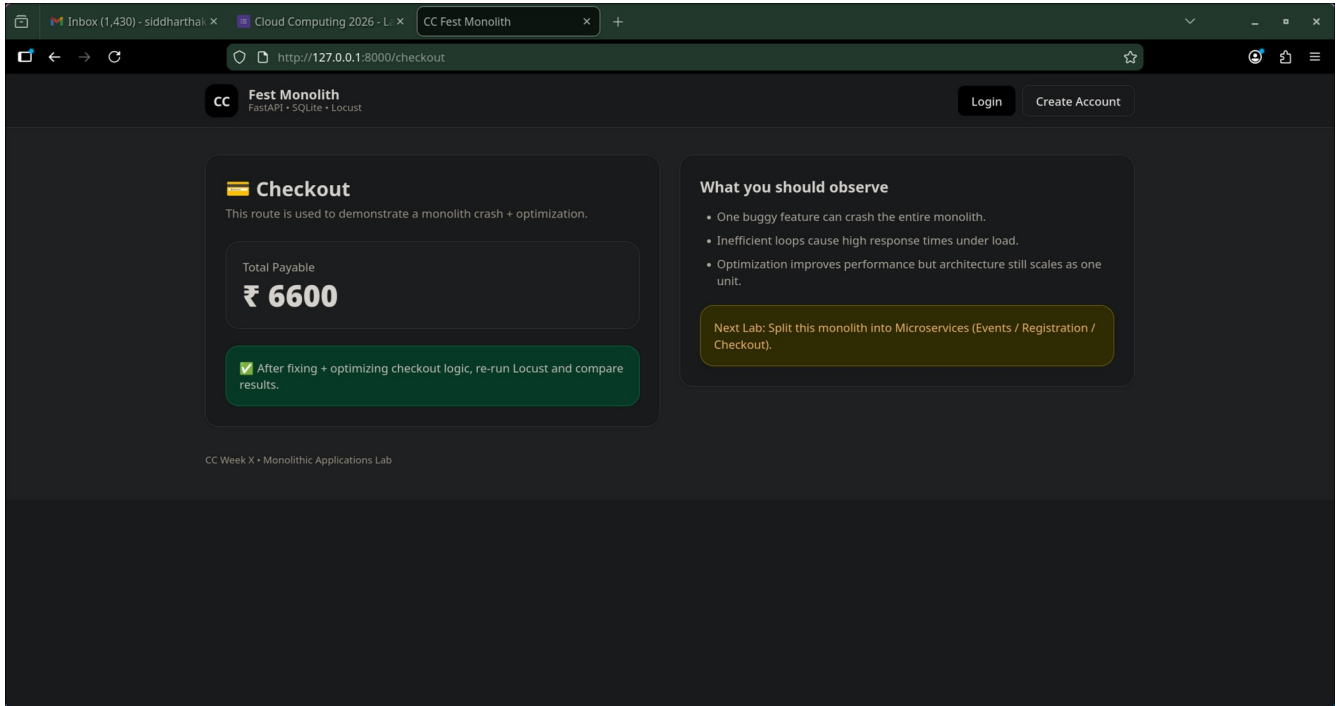 Inbox (1,430) - siddharthak
Cloud Computing 2026 - La
CC Fest Monolith
http://127.0.0.1:8000/checkout
CC
Fest Monolith
FastAPI • SQLite • Locust
Login
Create Account
💳 Checkout
This route is used to demonstrate a monolith crash + optimization.
Total Payable
₹ 6600
✅ After fixing + optimizing checkout logic, re-run Locust and compare
results.
What you should observe
• One buggy feature can crash the entire monolith.
• Inefficient loops cause high response times under load.
• Optimization improves performance but architecture still scales as one
unit.
Next Lab: Split this monolith into Microservices (Events / Registration /
Checkout).
CC Week X • Monolithic Applications Lab